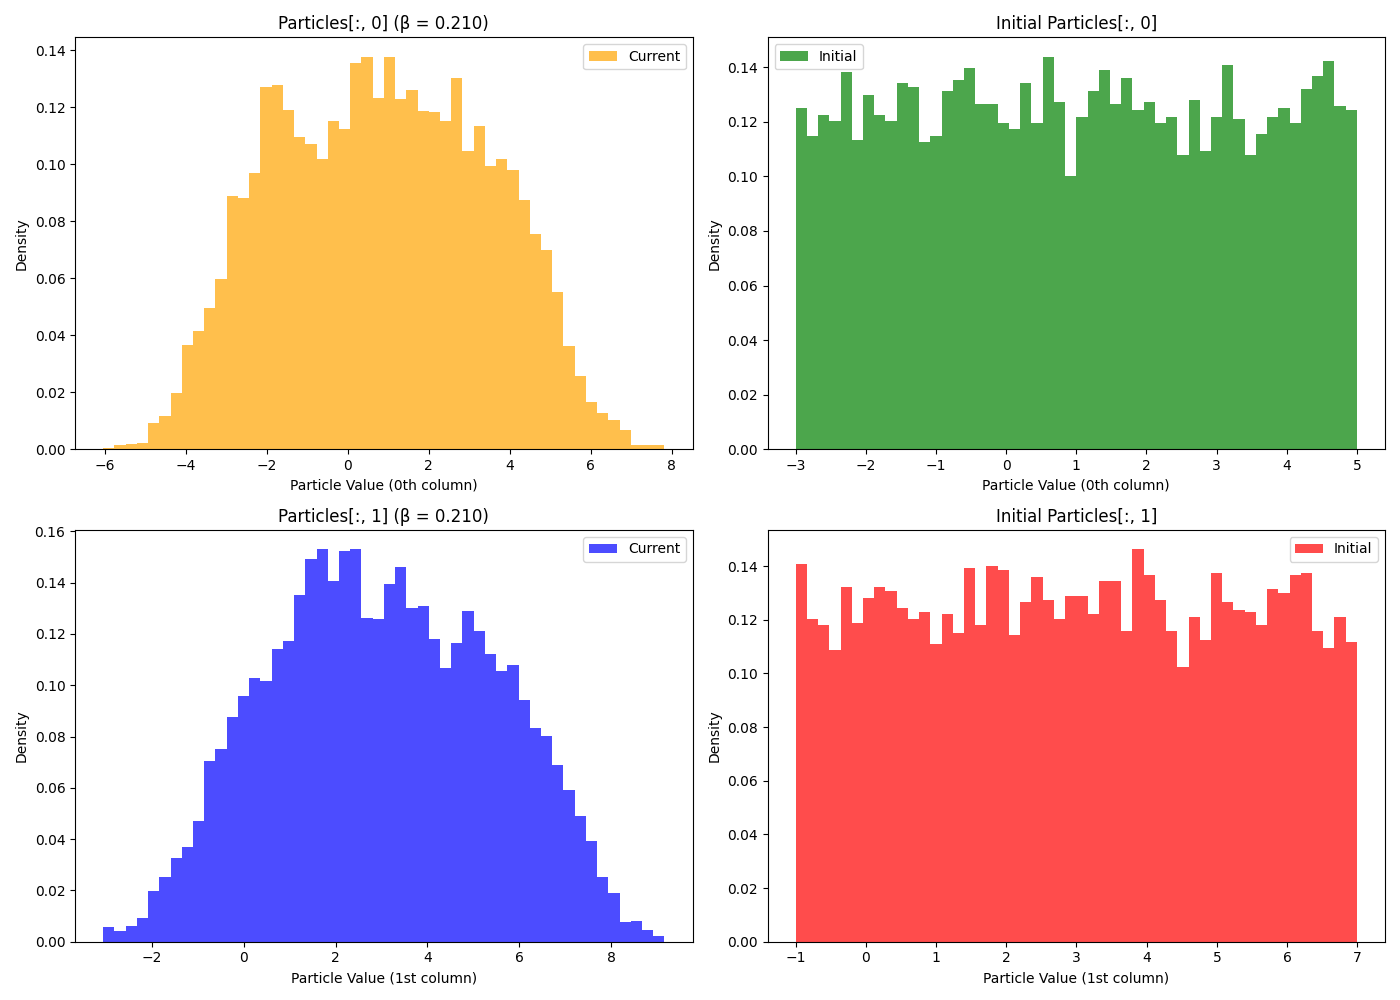 Particles[:, 0] (β = 0.210)
Current
Density
0.14
0.12
0.10
0.08
0.06
0.04
0.02
0.00
−6 −4 −2 0 2 4 6 8
Particle Value (0th column)
Initial Particles[:, 0]
Initial
Density
0.14
0.12
0.10
0.08
0.06
0.04
0.02
0.00
−3 −2 −1 0 1 2 3 4 5
Particle Value (0th column)
Particles[:, 1] (β = 0.210)
Current
Density
0.16
0.14
0.12
0.10
0.08
0.06
0.04
0.02
0.00
−2 0 2 4 6 8
Particle Value (1st column)
Initial Particles[:, 1]
Initial
Density
0.14
0.12
0.10
0.08
0.06
0.04
0.02
0.00
−1 0 1 2 3 4 5 6 7
Particle Value (1st column)